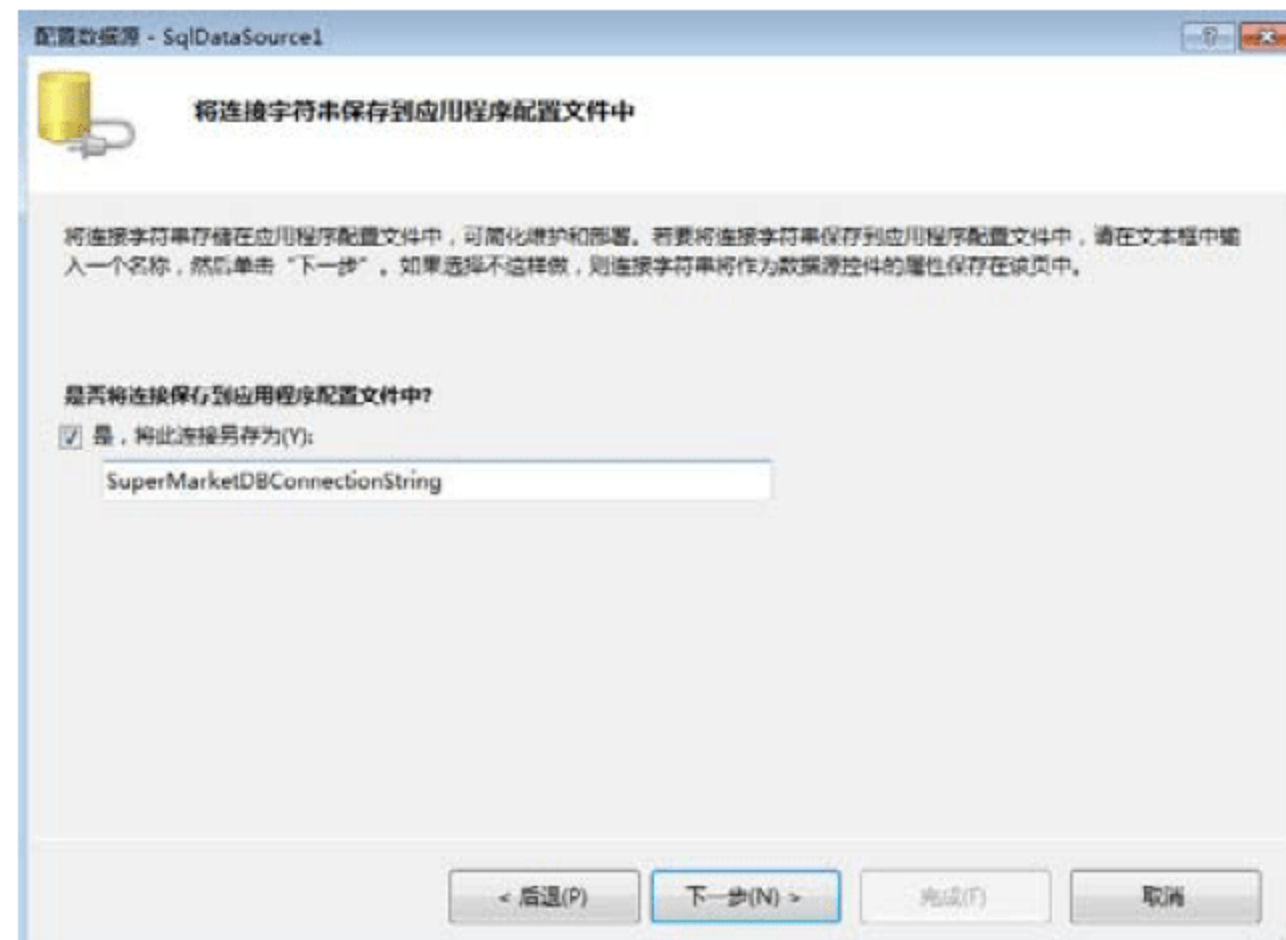 配置数据源 - SqlDataSource1
将连接字符串保存到应用程序配置文件中
将连接字符串存储在应用程序配置文件中，可简化维护和部署。若要将连接字符串保存到应用程序配置文件中，请在文本框中输
入一个名称，然后单击“下一步”。如果选择不这样做，则连接字符串将作为数据源控件的属性保存在该页中。
是否将连接保存到应用程序配置文件中?
是，将此连接另存为(Y):
SuperMarketDBConnectionString
< 后退(P) 下一步(N) > 完成(F) 取消